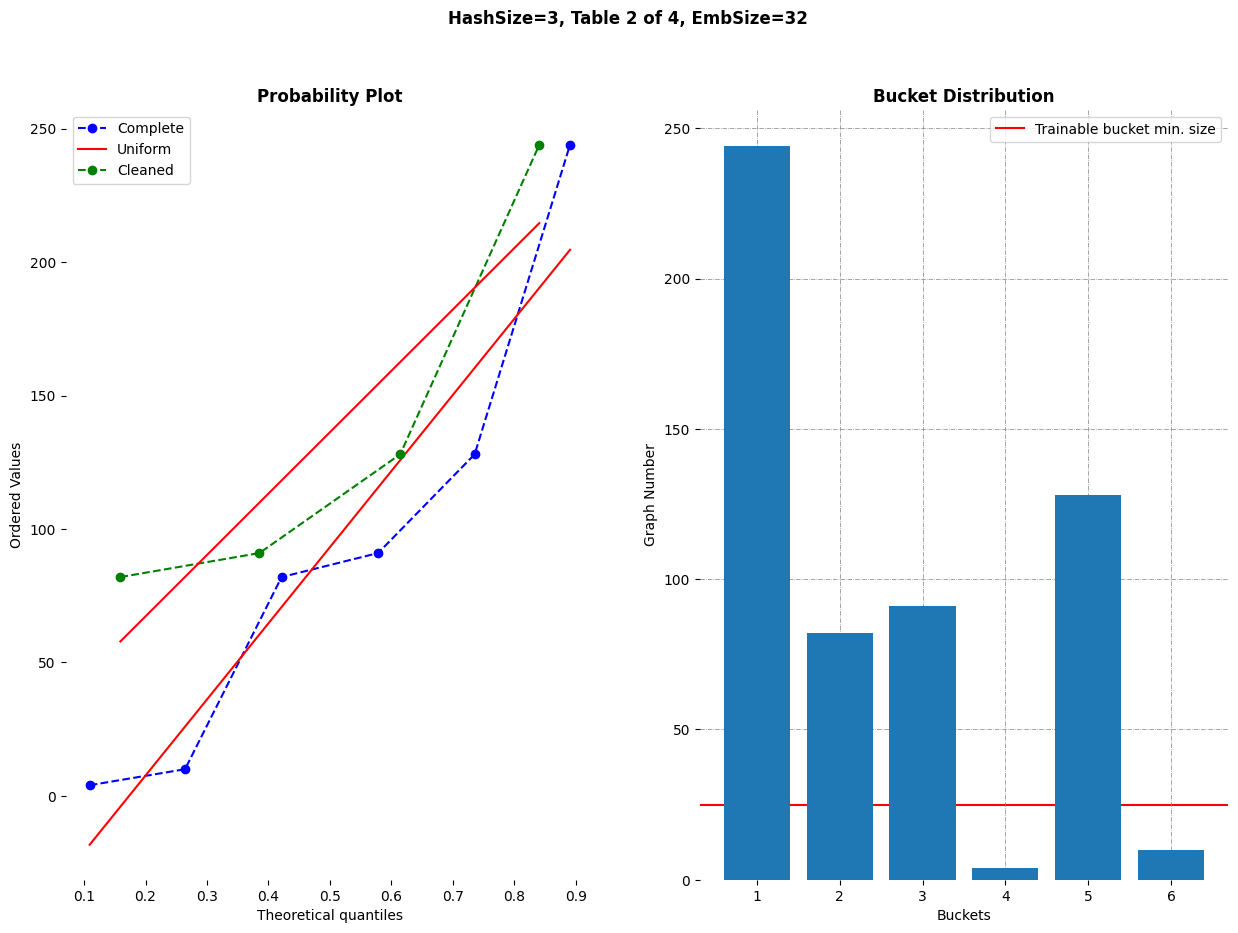 HashSize=3, Table 2 of 4, EmbSize=32
Probability Plot
Complete
Uniform
Cleaned
250
200
150
100
50
0
Ordered Values
0.1 0.2 0.3 0.4 0.5 0.6 0.7 0.8 0.9
Theoretical quantiles
Bucket Distribution
Trainable bucket min. size
250
200
150
100
50
0
Graph Number
1 2 3 4 5 6
Buckets